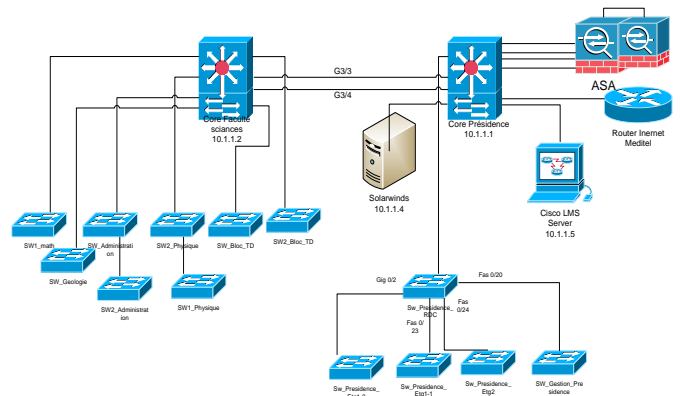 G3/3
G3/4
Core Faculté
sciances
10.1.1.2
Core Présidence
10.1.1.1
ASA
Router Inernet
Meditel
Solarwinds
10.1.1.4
Cisco LMS
Server
10.1.1.5
SW1_math
SW_Administrati
on
SW2_Physique
SW_Bloc_TD
SW2_Bloc_TD
SW_Geologie
SW2_Administrat
ion
SW1_Physique
Gig 0/2
Fas 0/20
Sw_Presidence_
RDC
Fas
0/24
Fas 0/
23
Sw_Presidence_
Sw_Presidence_
Etg1-1
Sw_Presidence_
Etg2
SW_Gestion_Pre
sidence